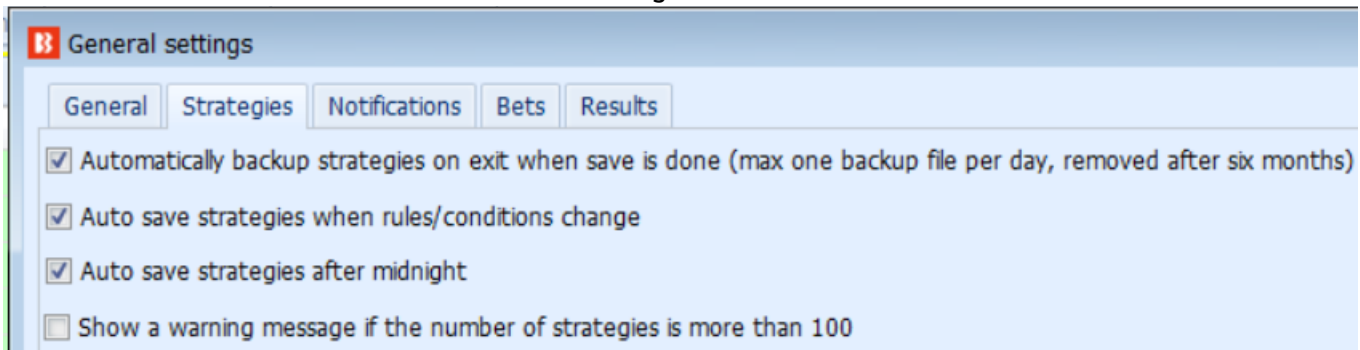 General settings
General Strategies Notifications Bets Results
Automatically backup strategies on exit when save is done (max one backup file per day, removed after six months)
Auto save strategies when rules/conditions change
Auto save strategies after midnight
Show a warning message if the number of strategies is more than 100